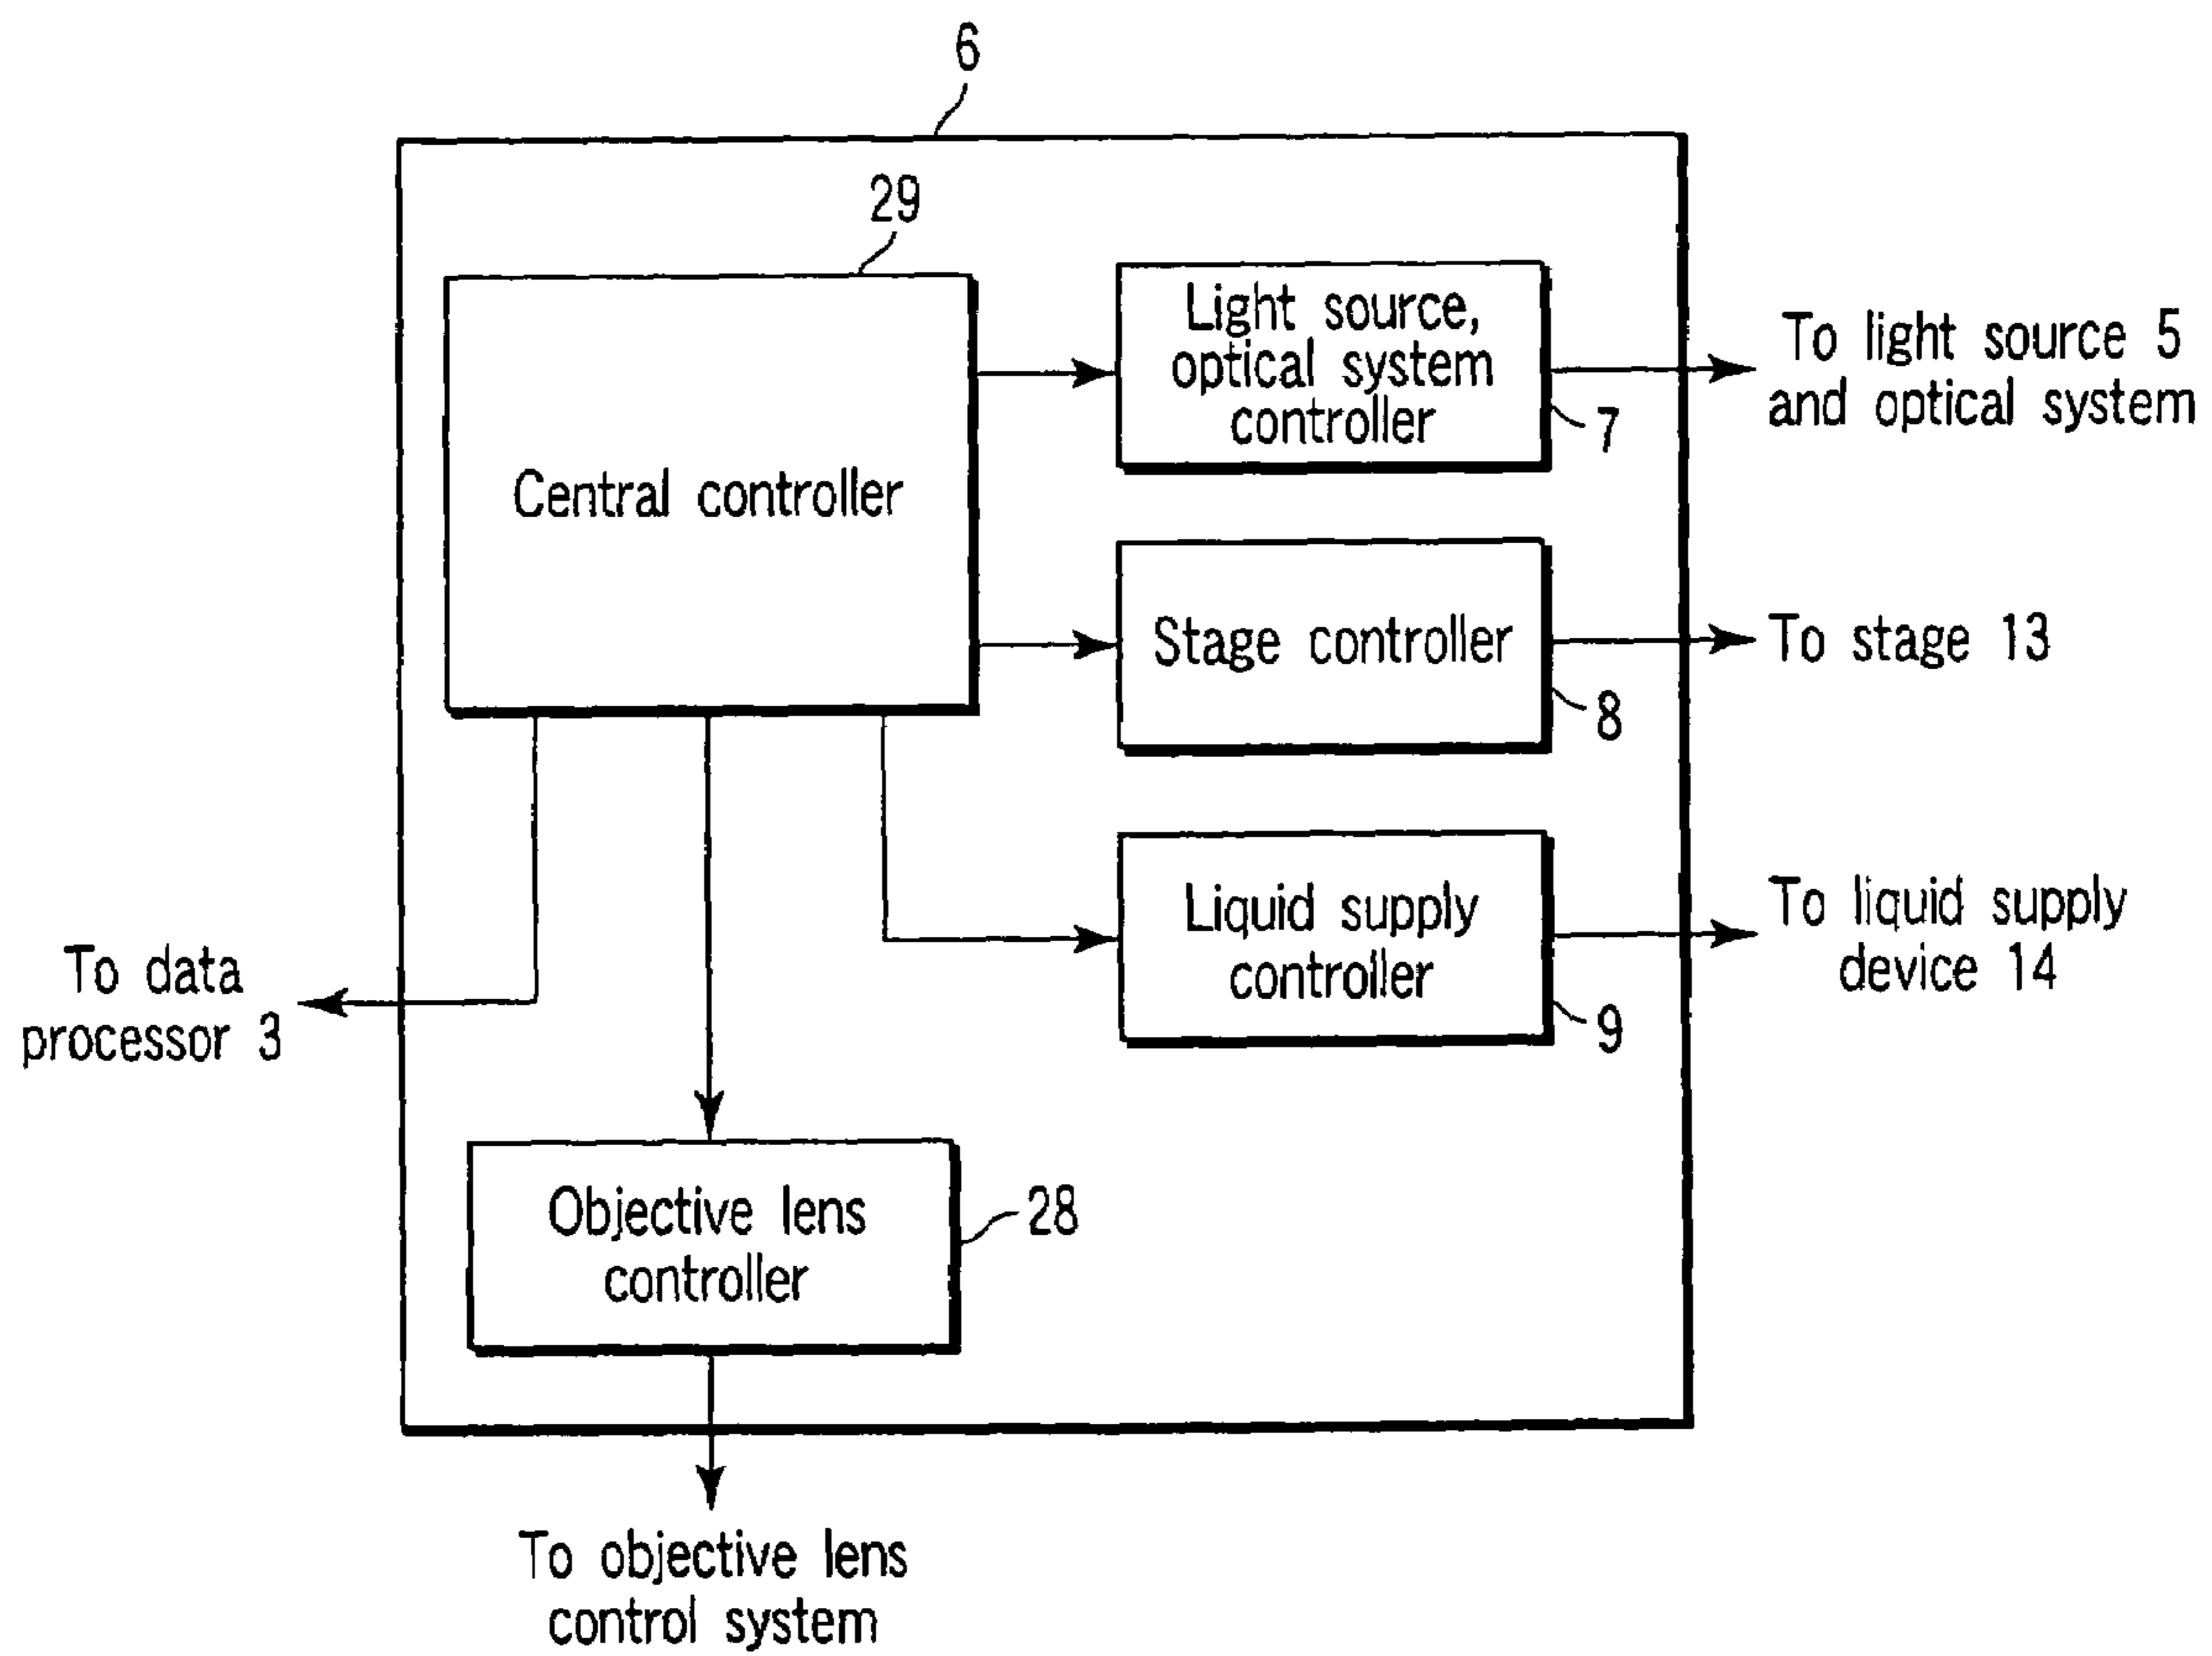 6
29
Central controller
Light source,
optical system
controller
7
To light source 5
and optical system
Stage controller
8
To stage 13
Liquid supply
controller
9
To liquid supply
device 14
To data
processor 3
Objective lens
controller
28
To objective lens
control system